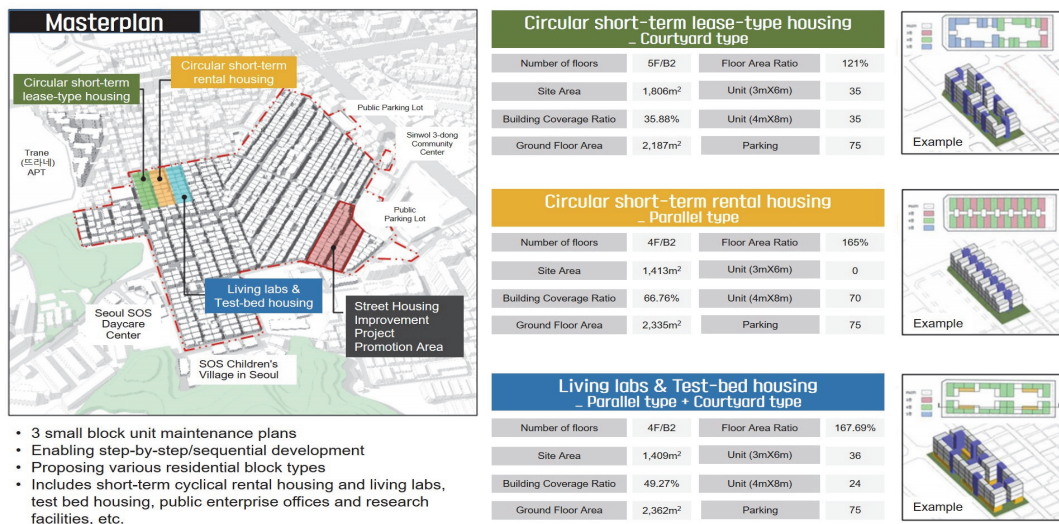 Masterplan
Circular short-term
rental housing
Circular short-term
lease-type housing
Public Parking Lot
Sinwol 3-dong
Community
Center
Trane
(뜨라네)
APT
Public
Parking Lot
Living labs &
Test-bed housing
Street Housing
Improvement
Project
Promotion Area
Seoul SOS
Daycare
Center
SOS Children's
Village in Seoul
• 3 small block unit maintenance plans
• Enabling step-by-step/sequential development
• Proposing various residential block types
• Includes short-term cyclical rental housing and living labs,
test bed housing, public enterprise offices and research
facilities, etc.
Circular short-term lease-type housing
_ Courtyard type
Number of floors 5F/B2 Floor Area Ratio 121%
Site Area 1,806m² Unit (3mX6m) 35
Building Coverage Ratio 35.88% Unit (4mX8m) 35
Ground Floor Area 2,187m² Parking 75
Example
Circular short-term rental housing
_ Parallel type
Number of floors 4F/B2 Floor Area Ratio 165%
Site Area 1,413m² Unit (3mX6m) 0
Building Coverage Ratio 66.76% Unit (4mX8m) 70
Ground Floor Area 2,335m² Parking 75
Example
Living labs & Test-bed housing
_ Parallel type + Courtyard type
Number of floors 4F/B2 Floor Area Ratio 167.69%
Site Area 1,409m² Unit (3mX6m) 36
Building Coverage Ratio 49.27% Unit (4mX8m) 24
Ground Floor Area 2,362m² Parking 75
Example